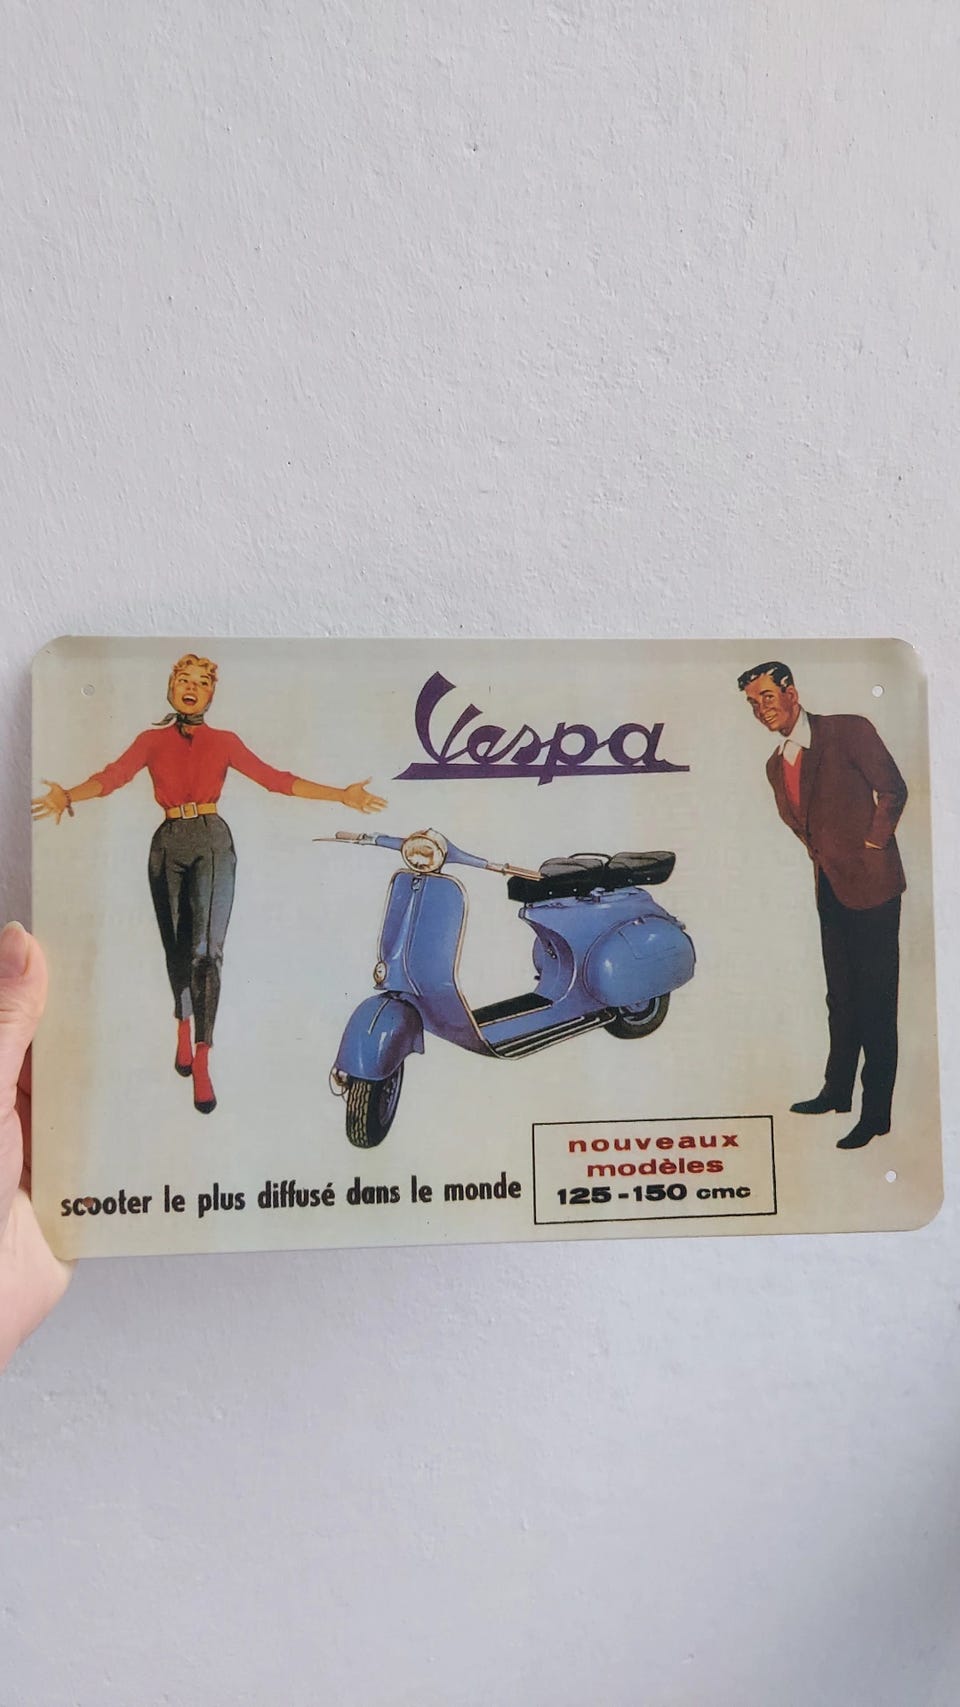 Vespa
scooter le plus diffusé dans le monde
nouveaux
modèles
125-150 cmc